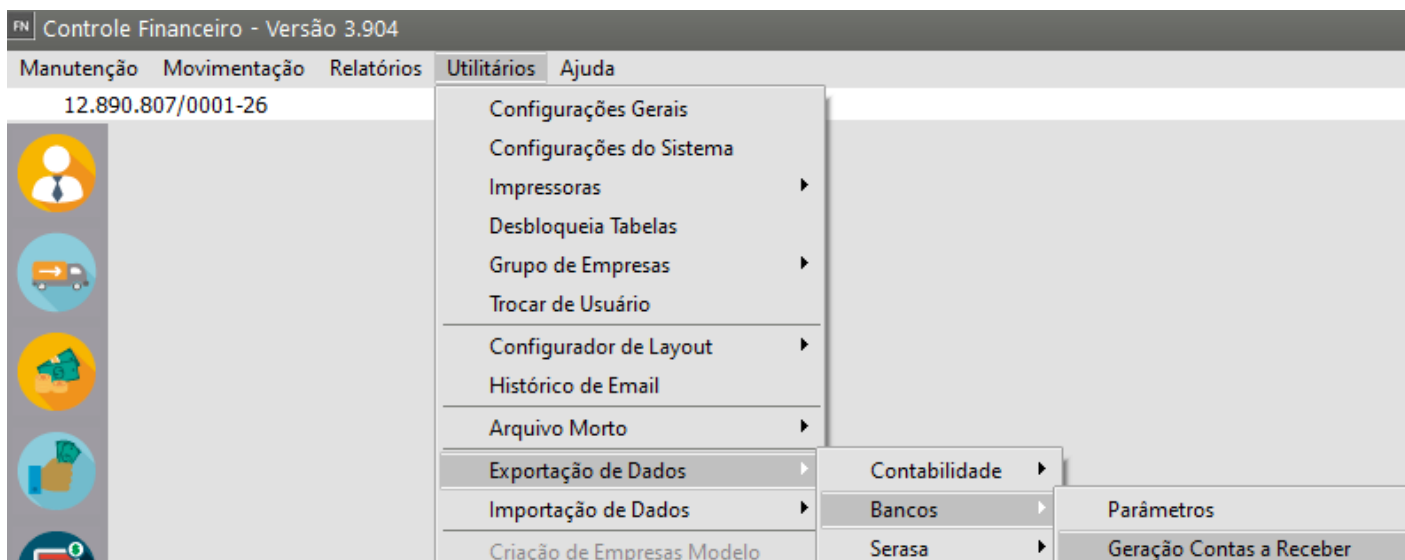 FN Controle Financeiro - Versão 3.904
Manutenção Movimentação Relatórios Utilitários Ajuda
12.890.807/0001-26
Configurações Gerais
Configurações do Sistema
Impressoras
Desbloqueia Tabelas
Grupo de Empresas
Trocar de Usuário
Configurador de Layout
Histórico de Email
Arquivo Morto
Exportação de Dados
Importação de Dados
Criação de Empresas Modelo
Contabilidade
Bancos
Serasa
Parâmetros
Geração Contas a Receber